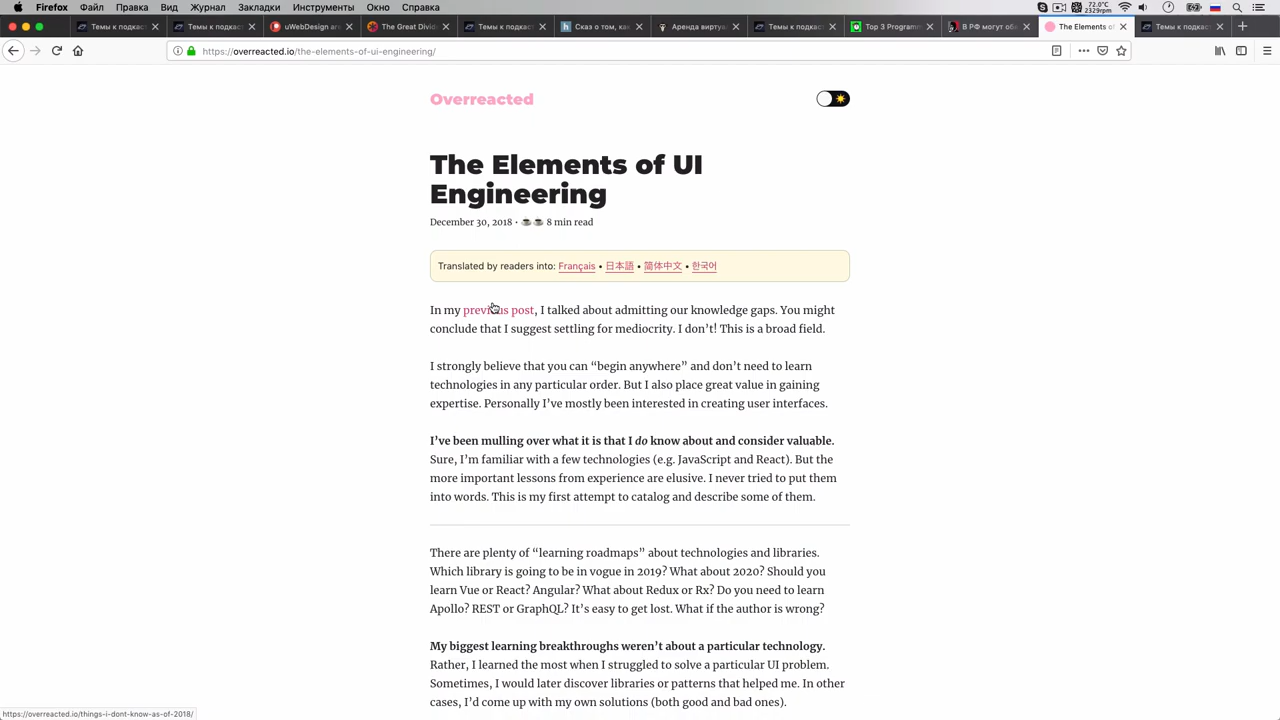 Firefox Файл Правка Вид Журнал Закладки Инструменты Окно Справка
72.0°C
2329rpm
Темы к подкаст
Темы к подкаст
uWebDesign
The Great Divid
Темы к подкаст
Сказ о том, как
Аренда виртуа
Темы к подкаст
Top 3 Program
В РФ могут обя
The Elements of
Темы к подкаст
https://overreacted.io/the-elements-of-ui-engineering/
Overreacted
The Elements of UI
Engineering
December 30, 2018 • ☕☕ 8 min read
Translated by readers into: Français • 日本語 • 简体中文 • 한국어
In my previous post, I talked about admitting our knowledge gaps. You might
conclude that I suggest settling for mediocrity. I don’t! This is a broad field.
I strongly believe that you can “begin anywhere” and don’t need to learn
technologies in any particular order. But I also place great value in gaining
expertise. Personally I’ve mostly been interested in creating user interfaces.
I’ve been mulling over what it is that I do know about and consider valuable.
Sure, I’m familiar with a few technologies (e.g. JavaScript and React). But the
more important lessons from experience are elusive. I never tried to put them
into words. This is my first attempt to catalog and describe some of them.
There are plenty of “learning roadmaps” about technologies and libraries.
Which library is going to be in vogue in 2019? What about 2020? Should you
learn Vue or React? Angular? What about Redux or Rx? Do you need to learn
Apollo? REST or GraphQL? It’s easy to get lost. What if the author is wrong?
My biggest learning breakthroughs weren’t about a particular technology.
Rather, I learned the most when I struggled to solve a particular UI problem.
Sometimes, I would later discover libraries or patterns that helped me. In other
cases, I’d come up with my own solutions (both good and bad ones).
https://overreacted.io/things-i-dont-know-as-of-2018/